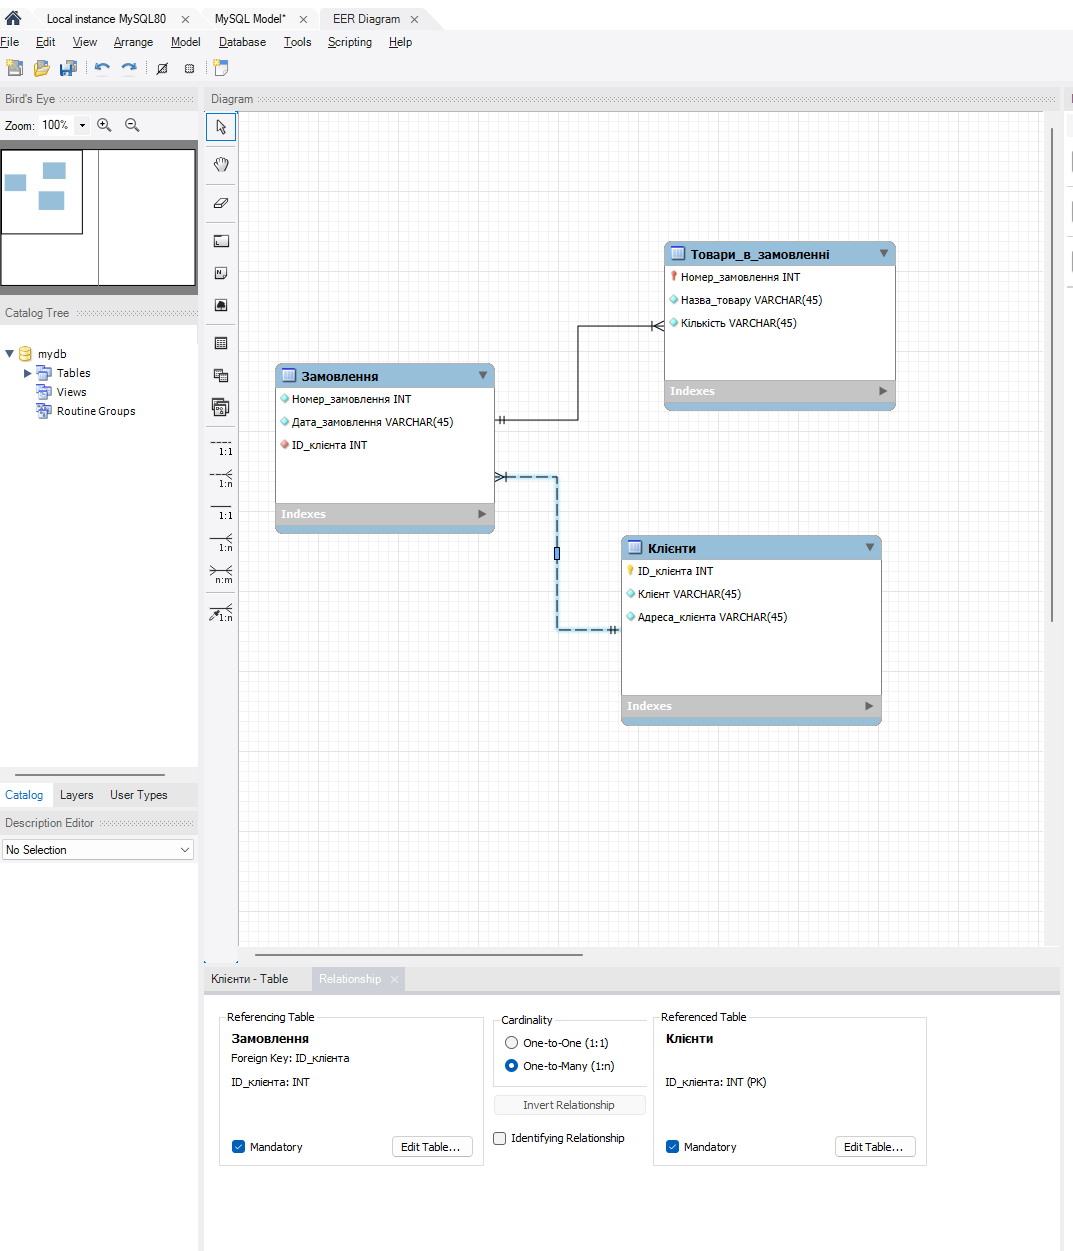 Local instance MySQL80
MySQL Model*
EER Diagram
File Edit View Arrange Model Database Tools Scripting Help
Bird's Eye
Diagram
Zoom: 100%
Catalog Tree
mydb
Tables
Views
Routine Groups
1:1
1:n
1:1
1:n
n:m
1:n
Товари_в_замовленні
Номер_замовлення INT
Назва_товару VARCHAR(45)
Кількість VARCHAR(45)
Indexes
Замовлення
Номер_замовлення INT
Дата_замовлення VARCHAR(45)
ID_клієнта INT
Indexes
Клієнти
ID_клієнта INT
Клієнт VARCHAR(45)
Адреса_клієнта VARCHAR(45)
Indexes
Catalog Layers User Types
Description Editor
No Selection
Клієнти - Table
Relationship
Referencing Table
Замовлення
Foreign Key: ID_клієнта
ID_клієнта: INT
Mandatory
Edit Table...
Cardinality
One-to-One (1:1)
One-to-Many (1:n)
Invert Relationship
Identifying Relationship
Referenced Table
Клієнти
ID_клієнта: INT (PK)
Mandatory
Edit Table...